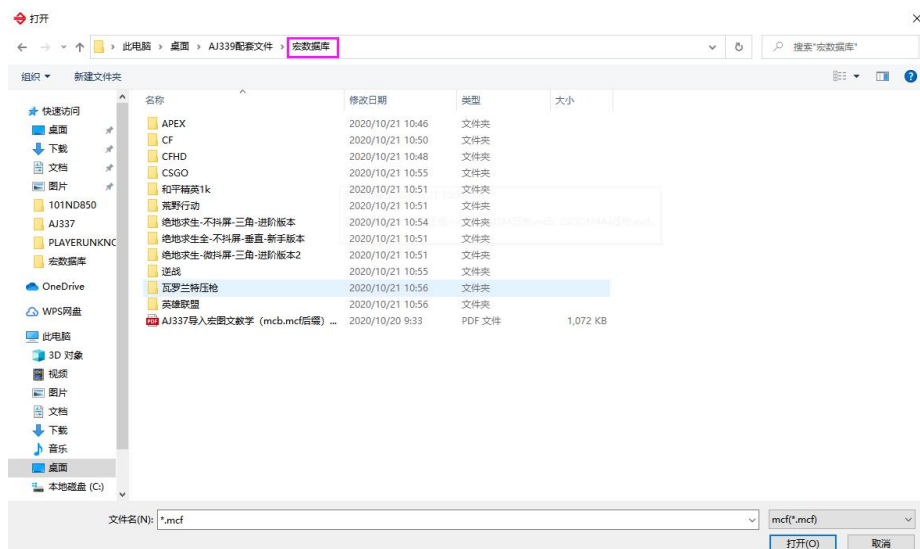 打开
此电脑 › 桌面 › AJ339配套文件 › 宏数据库
搜索"宏数据库"
组织 新建文件夹
名称 修改日期 类型 大小
快速访问
桌面
下载
文档
图片
101ND850
AJ337
PLAYERUNKNC
宏数据库
OneDrive
WPS网盘
此电脑
3D 对象
视频
图片
文档
下载
音乐
桌面
本地磁盘 (C:)
APEX 2020/10/21 10:46 文件夹
CF 2020/10/21 10:50 文件夹
CFHD 2020/10/21 10:48 文件夹
CSGO 2020/10/21 10:55 文件夹
和平精英1k 2020/10/21 10:51 文件夹
荒野行动 2020/10/21 10:51 文件夹
绝地求生-不抖屏-三角-进阶版本 2020/10/21 10:54 文件夹
绝地求生全-不抖屏-垂直-新手版本 2020/10/21 10:51 文件夹
绝地求生-微抖屏-三角-进阶版本2 2020/10/21 10:51 文件夹
逆战 2020/10/21 10:55 文件夹
瓦罗兰特压枪 2020/10/21 10:56 文件夹
英雄联盟 2020/10/21 10:56 文件夹
AJ337导入宏图文教学（mcb.mcf后缀）... 2020/10/20 9:33 PDF 文件 1,072 KB
文件名(N): *.mcf mcf(*.mcf)
打开(O) 取消